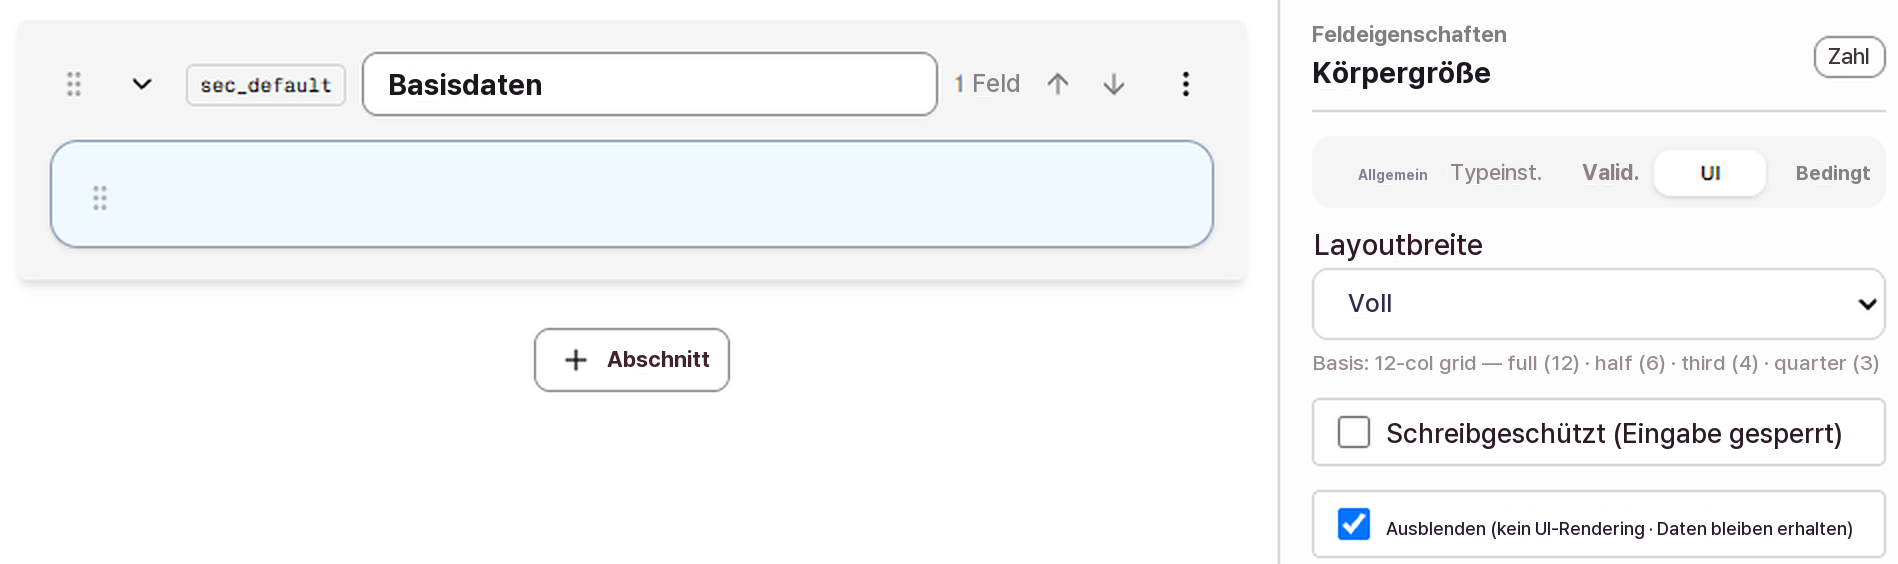 sec_default
Basisdaten
1 Feld
Abschnitt
Feldeigenschaften
Körpergröße
Zahl
Allgemein Typeinst. Valid. UI Bedingt
Layoutbreite
Voll
Basis: 12-col grid — full (12) · half (6) · third (4) · quarter (3)
Schreibgeschützt (Eingabe gesperrt)
Ausblenden (kein UI-Rendering · Daten bleiben erhalten)